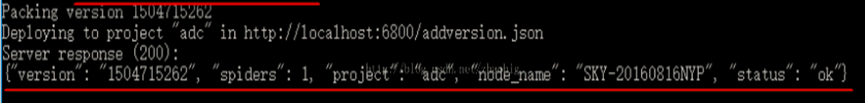 Packing version 1504715262
Deploying to project "adc" in http://localhost:6800/addversion.json
Server response (200):
{"version": "1504715262", "spiders": 1, "project": "adc", "node_name": "SKY-20160816NYP", "status": "ok"}